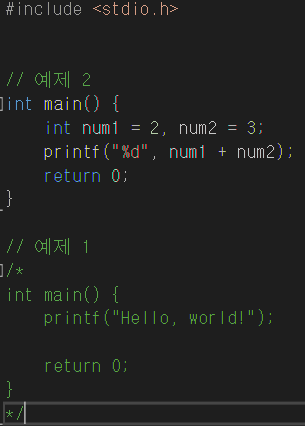 #include <stdio.h>
// 예제 2
int main() {
    int num1 = 2, num2 = 3;
    printf("%d", num1 + num2);
    return 0;
}
// 예제 1
/*
int main() {
    printf("Hello, world!");
    return 0;
}
*/